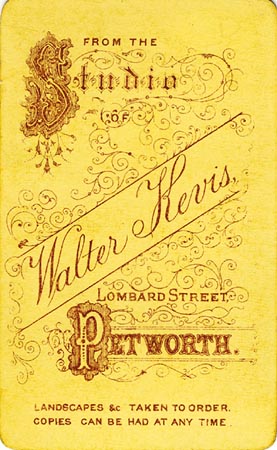 FROM THE
Studio
OF
Walter Kevis,
LOMBARD STREET,
PETWORTH.
LANDSCAPES &c TAKEN TO ORDER.
COPIES CAN BE HAD AT ANY TIME.